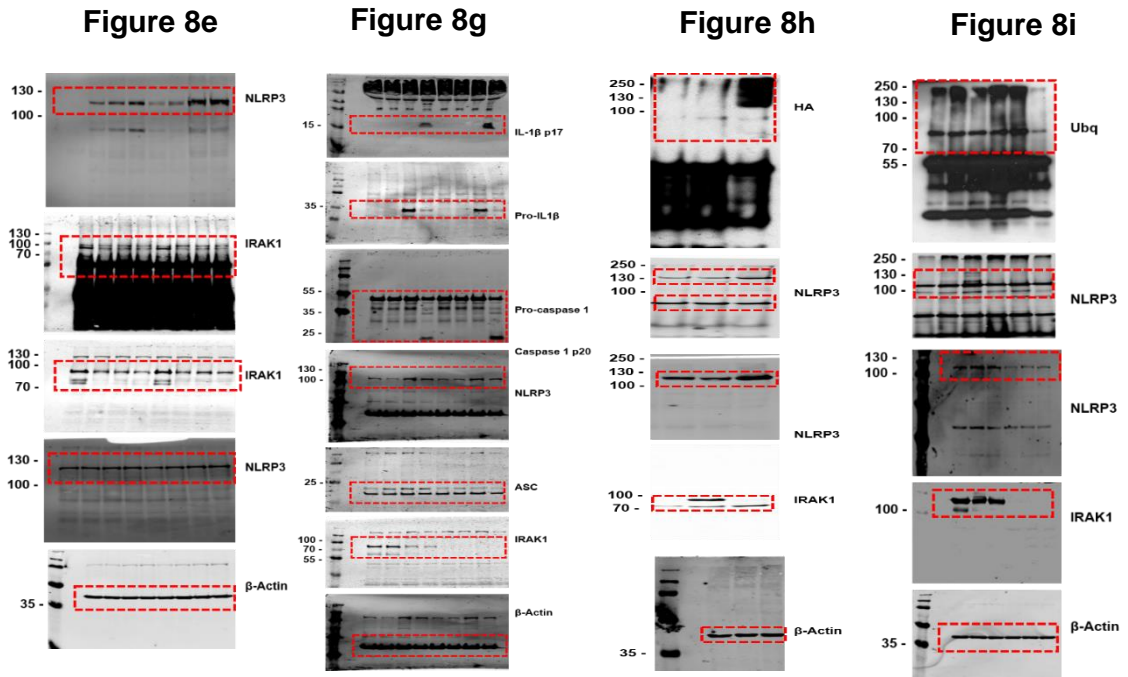 Figure 8e
130 -
100 -
NLRP3
130 -
100 -
70 -
IRAK1
130 -
100 -
70 -
IRAK1
130 -
100 -
NLRP3
35 -
β-Actin
Figure 8g
15 -
IL-1β p17
35 -
Pro-IL1β
55 -
35 -
25 -
Pro-caspase 1
Caspase 1 p20
130 -
100 -
NLRP3
25 -
ASC
100 -
70 -
55 -
IRAK1
β-Actin
Figure 8h
250 -
130 -
100 -
HA
250 -
130 -
100 -
NLRP3
250 -
130 -
100 -
NLRP3
100 -
70 -
IRAK1
35 -
β-Actin
Figure 8i
250 -
130 -
100 -
70 -
55 -
Ubq
250 -
130 -
100 -
NLRP3
130 -
100 -
NLRP3
100 -
IRAK1
35 -
β-Actin